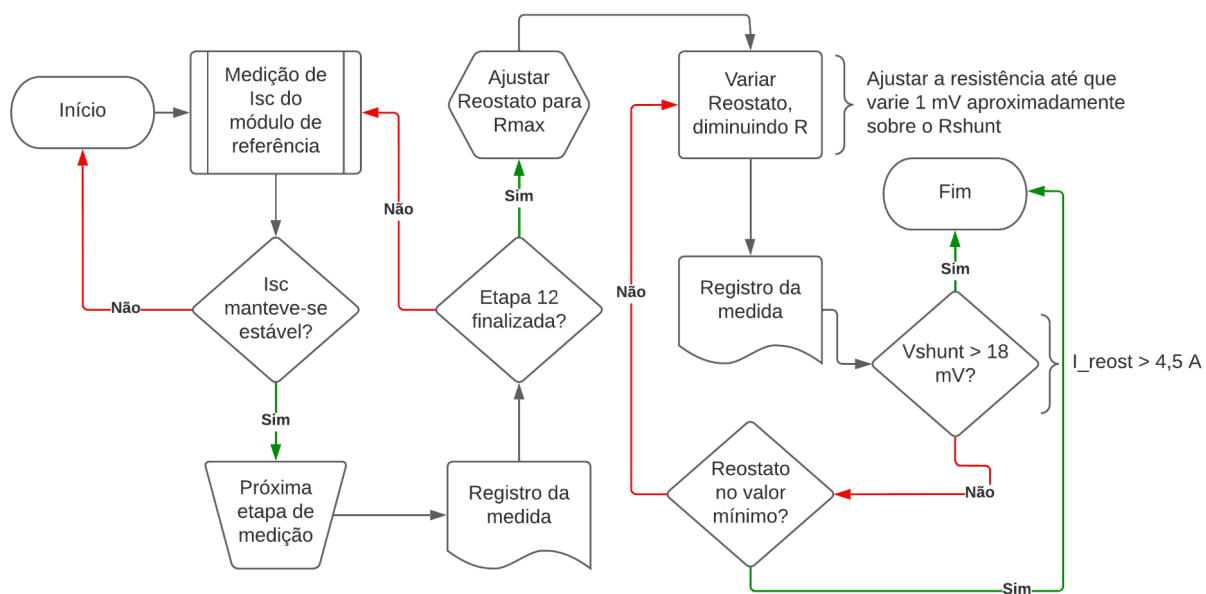 Início
Medição de
Isc do
módulo de
referência
Não
Isc
manteve-se
estável?
Sim
Próxima
etapa de
medição
Registro da
medida
Etapa 12
finalizada?
Não
Sim
Ajustar
Reostato para
Rmax
Variar
Reostato,
diminuindo R
Ajustar a resistência até que
varie 1 mV aproximadamente
sobre o Rshunt
Registro da
medida
Vshunt > 18
mV?
I_reost > 4,5 A
Sim
Fim
Não
Reostato
no valor
mínimo?
Não
Sim